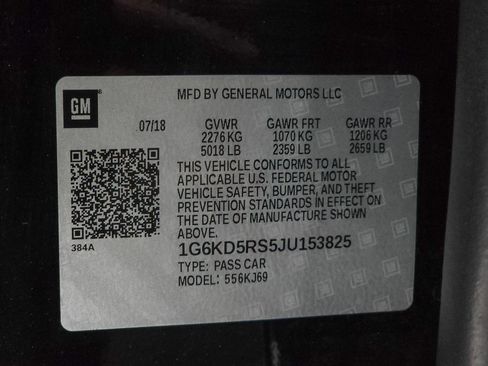 GM
MFD BY GENERAL MOTORS LLC
07/18 GVWR GAWR FRT GAWR RR
2276 KG 1070 KG 1206 KG
5018 LB 2359 LB 2659 LB
THIS VEHICLE CONFORMS TO ALL
APPLICABLE U.S. FEDERAL MOTOR
VEHICLE SAFETY, BUMPER, AND THEFT
PREVENTION STANDARDS IN EFFECT ON
THE DATE OF MANUFACTURE SHOWN
ABOVE.
384A
1G6KD5RS5JU153825
TYPE: PASS CAR
MODEL: 556KJ69